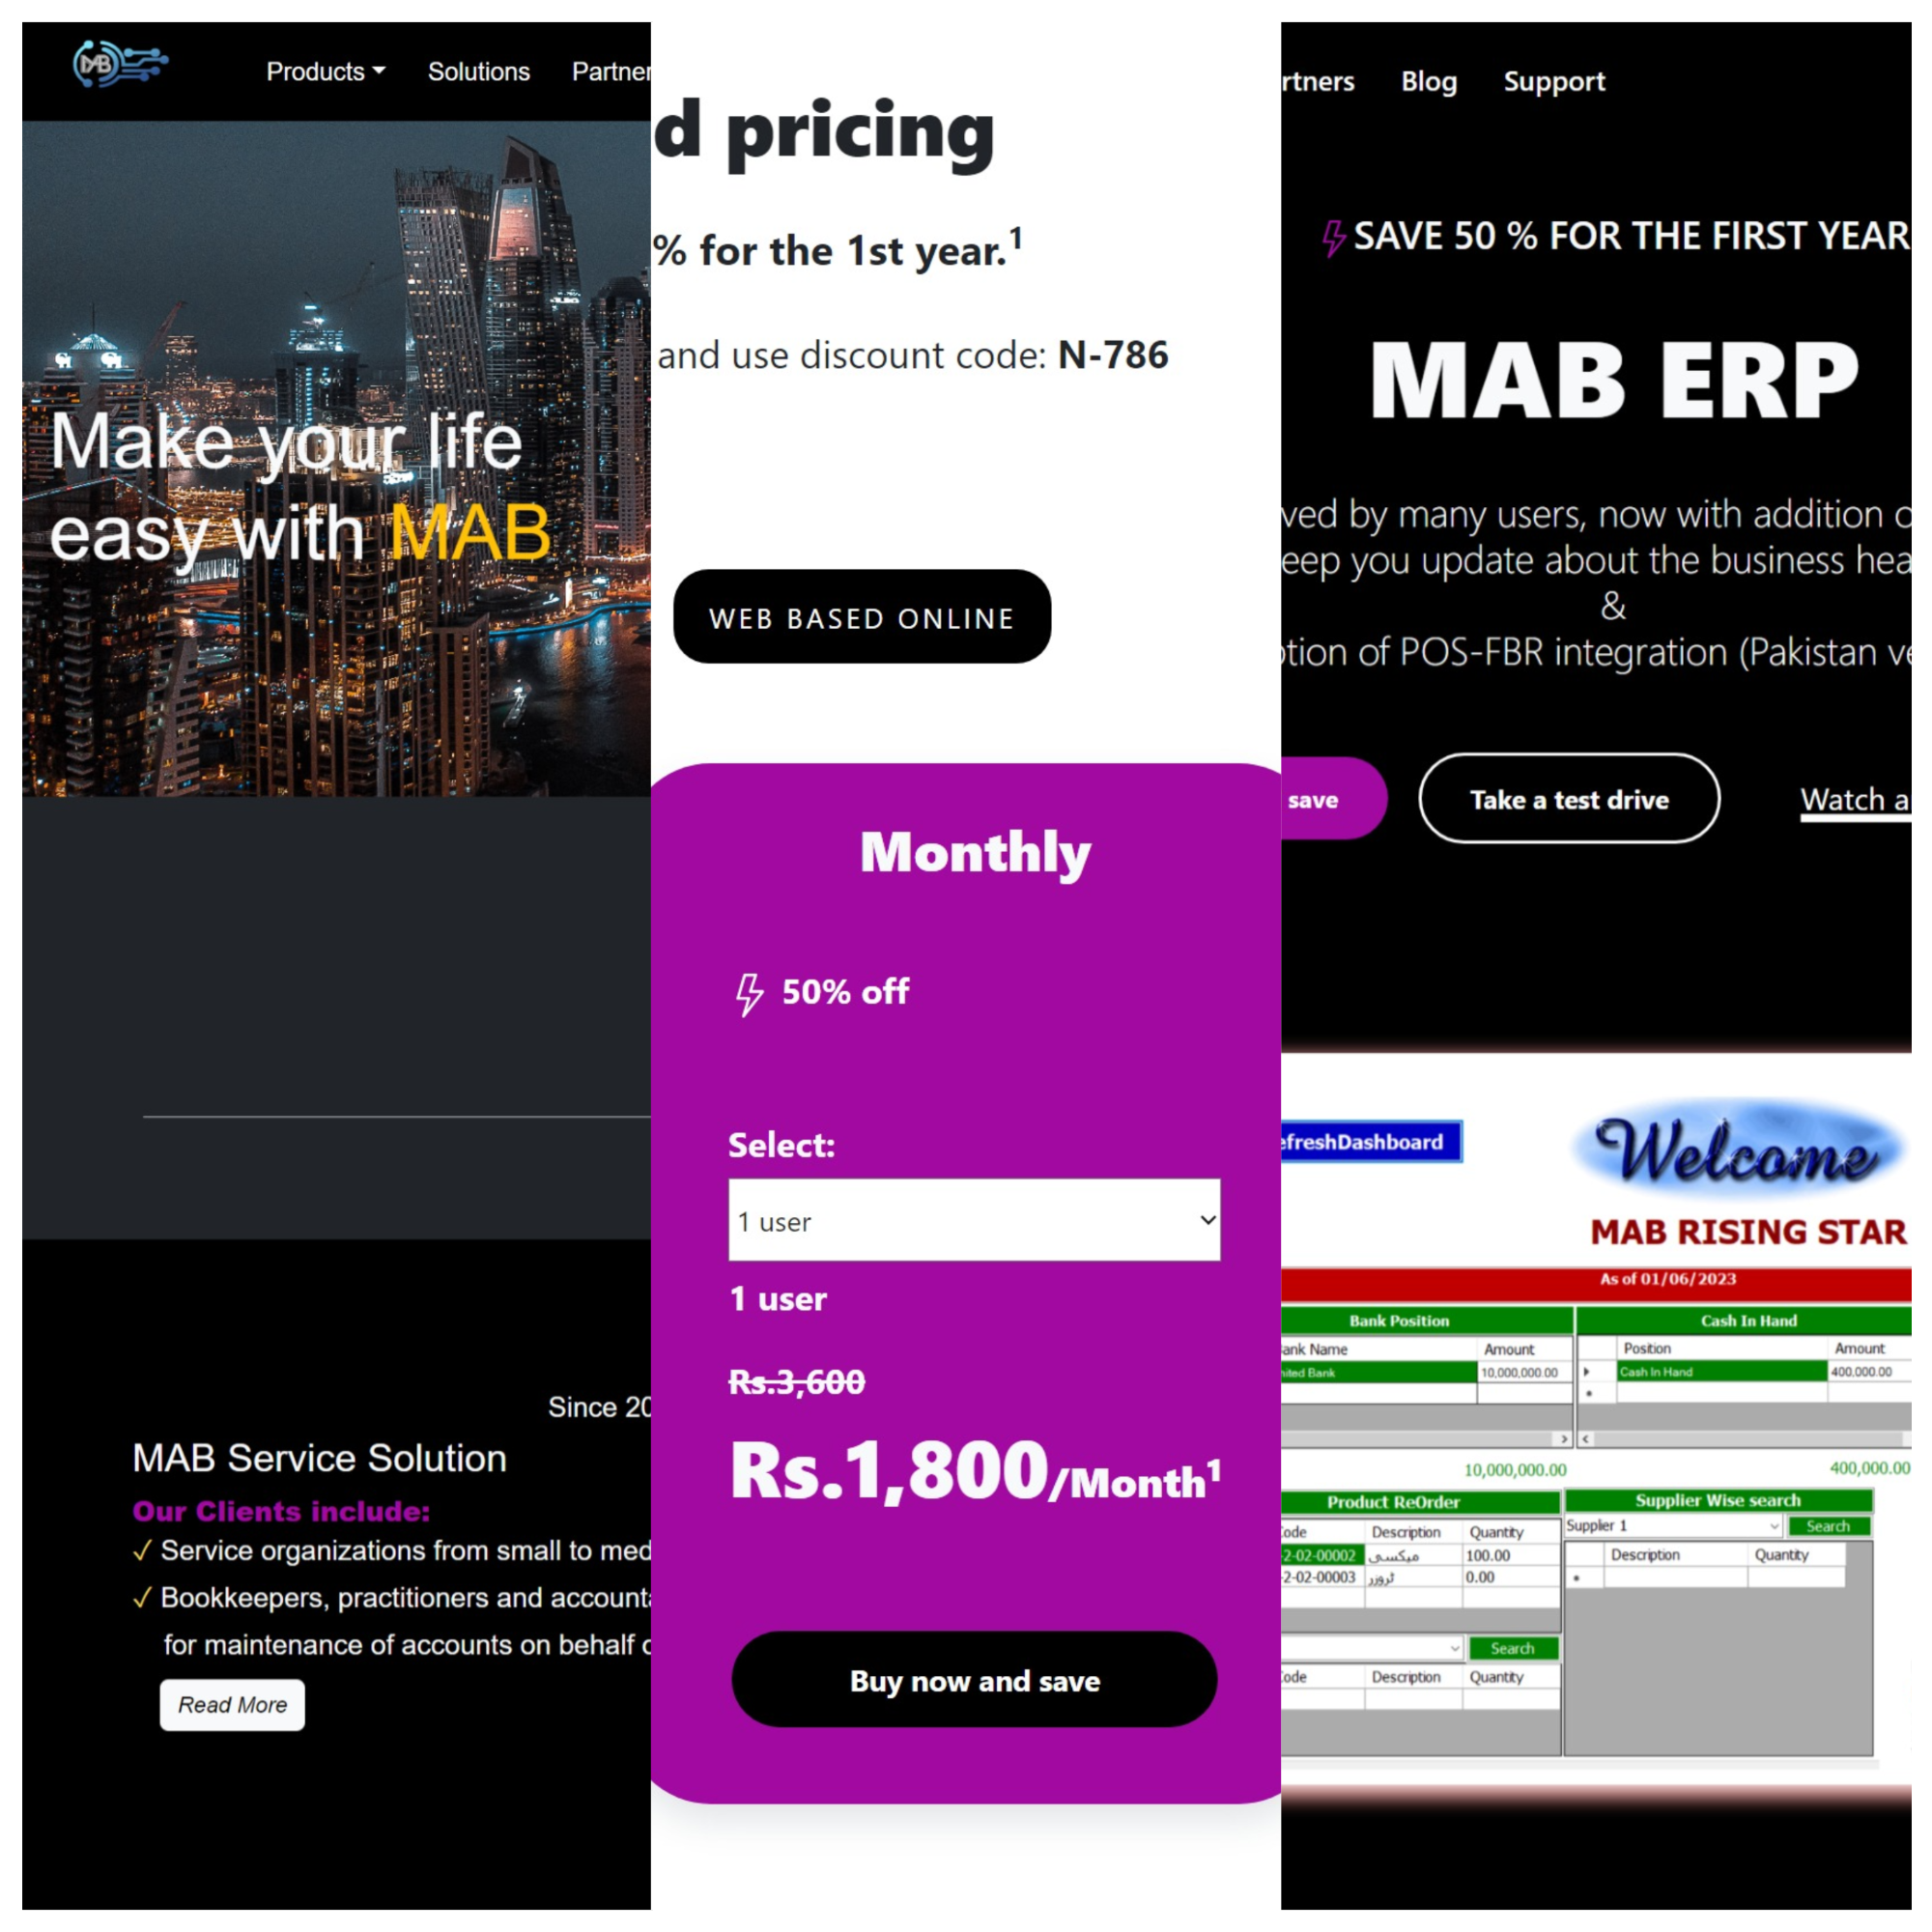 MAB
Products
Solutions
Partner
Make your life
easy with MAB
Since 20
MAB Service Solution
Our Clients include:
✓ Service organizations from small to med
✓ Bookkeepers, practitioners and account
for maintenance of accounts on behalf o
Read More
d pricing
% for the 1st year.¹
and use discount code: N-786
WEB BASED ONLINE
Monthly
50% off
Select:
1 user
1 user
Rs.3,600
Rs.1,800/Month¹
Buy now and save
rtners
Blog
Support
SAVE 50 % FOR THE FIRST YEAR
MAB ERP
ved by many users, now with addition o
eep you update about the business hea
&
tion of POS-FBR integration (Pakistan ve
save
Take a test drive
Watch a
efreshDashboard
Welcome
MAB RISING STAR
As of 01/06/2023
Bank Position
Cash In Hand
ank Name
Amount
Position
Amount
nited Bank
10,000,000.00
Cash In Hand
400.000.00
10,000,000.00
400,000.00
Product ReOrder
Supplier Wise search
ode
Description
Quantity
Supplier 1
Search
2-02-00002
میکسی
100.00
Description
Quantity
2-02-00003
ٹروزر
0.00
Search
ode
Description
Quantity